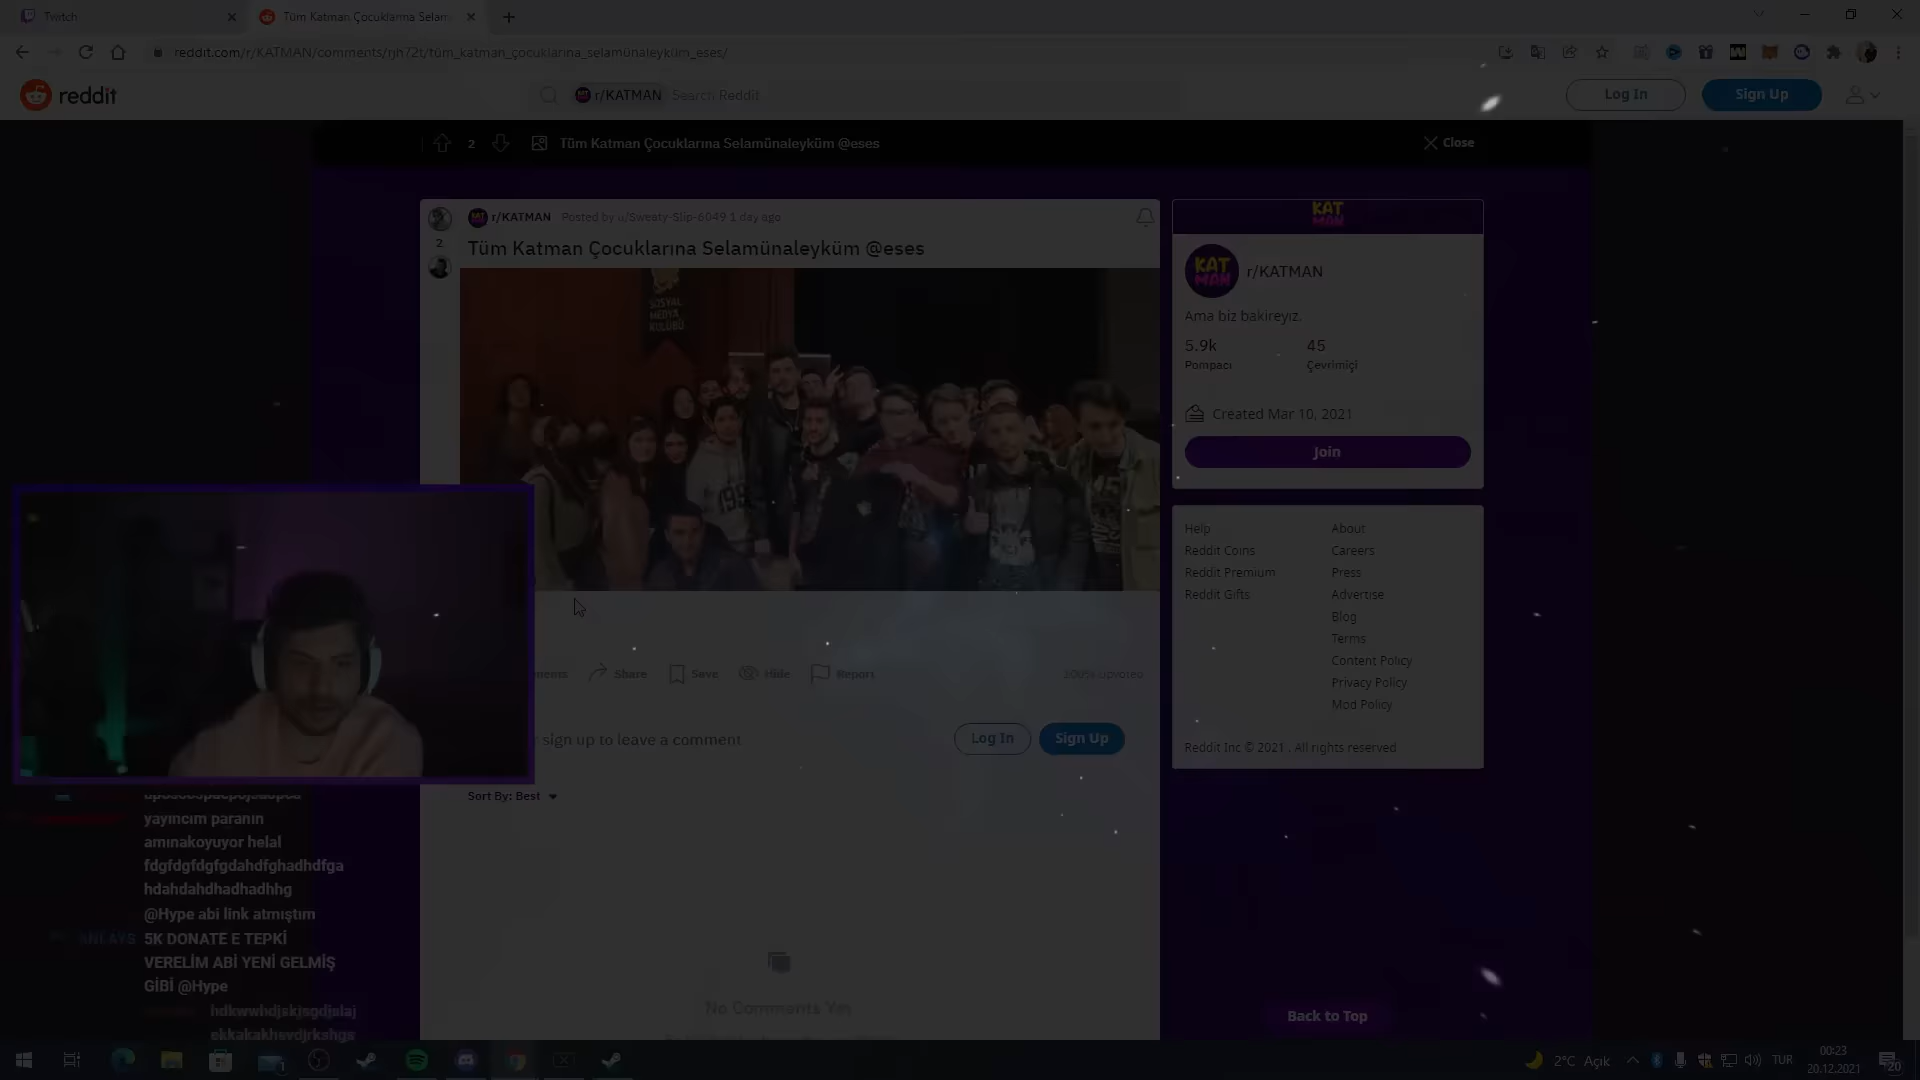 Twitch
Tüm Katman Çocuklarına Selam
reddit.com/r/KATMAN/comments/rjh72t/tüm_katman_çocuklarına_selamünaleyküm_eses/
reddit
r/KATMAN Search Reddit
Log In
Sign Up
2
Tüm Katman Çocuklarına Selamünaleyküm @eses
Close
r/KATMAN Posted by u/Sweaty-Slip-6049 1 day ago
2
Tüm Katman Çocuklarına Selamünaleyküm @eses
SOSYAL
MEDYA
KULÜBÜ
Share
Save
Hide
Report
sign up to leave a comment
Log In
Sign Up
Sort By: Best
No Comments Yet
KAT
MAN
KAT
MAN
r/KATMAN
Ama biz bakireyiz.
5.9k
Pompacı
45
Çevrimiçi
Created Mar 10, 2021
Join
Help
Reddit Coins
Reddit Premium
Reddit Gifts
About
Careers
Press
Advertise
Blog
Terms
Content Policy
Privacy Policy
Mod Policy
Reddit Inc © 2021 . All rights reserved
Back to Top
yayıncım paranın
amınakoyuyor helal
fdgfdgfdgfgdahdfghadhdfga
hdahdahdhadhadhhg
@Hype abi link atmıştım
5K DONATE E TEPKİ
VERELİM ABİ YENİ GELMİŞ
GİBİ @Hype
2°C Açık
TUR
00:23
20.12.2021
20